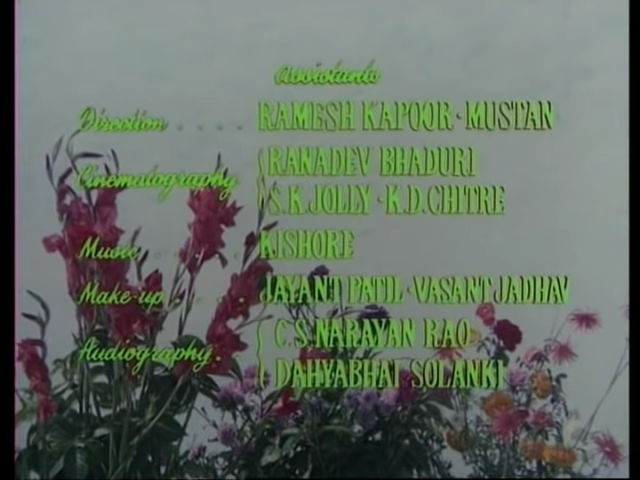 Assistants
Direction . . . . RAMESH KAPOOR · MUSTAN
Cinematography { RANADEV BHADURI
S.K. JOLLY · K.D. CHITRE
Music . . . . . KISHORE
Make-up . . . . JAYANT PATIL · VASANT JADHAV
Audiography . { C.S. NARAYAN RAO
DAHYABHAI SOLANKI